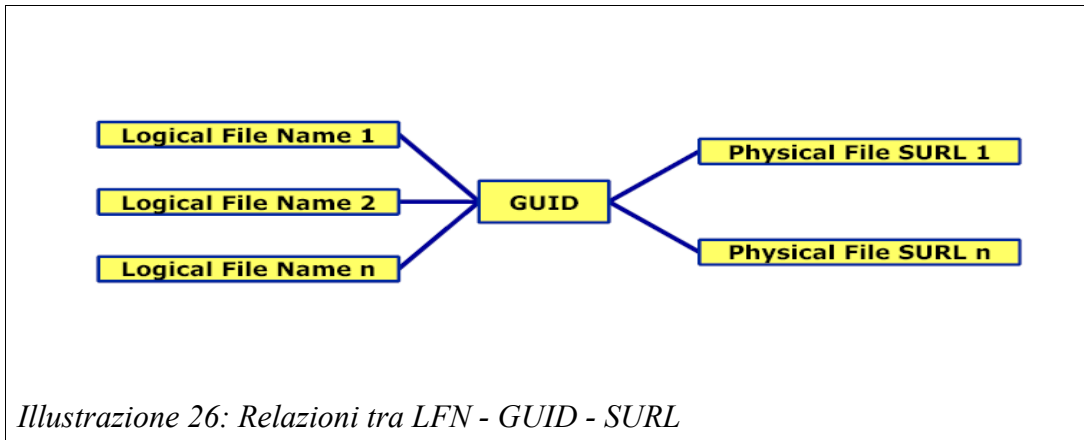 Logical File Name 1
Logical File Name 2
Logical File Name n
GUID
Physical File SURL 1
Physical File SURL n
Illustrazione 26: Relazioni tra LFN - GUID - SURL